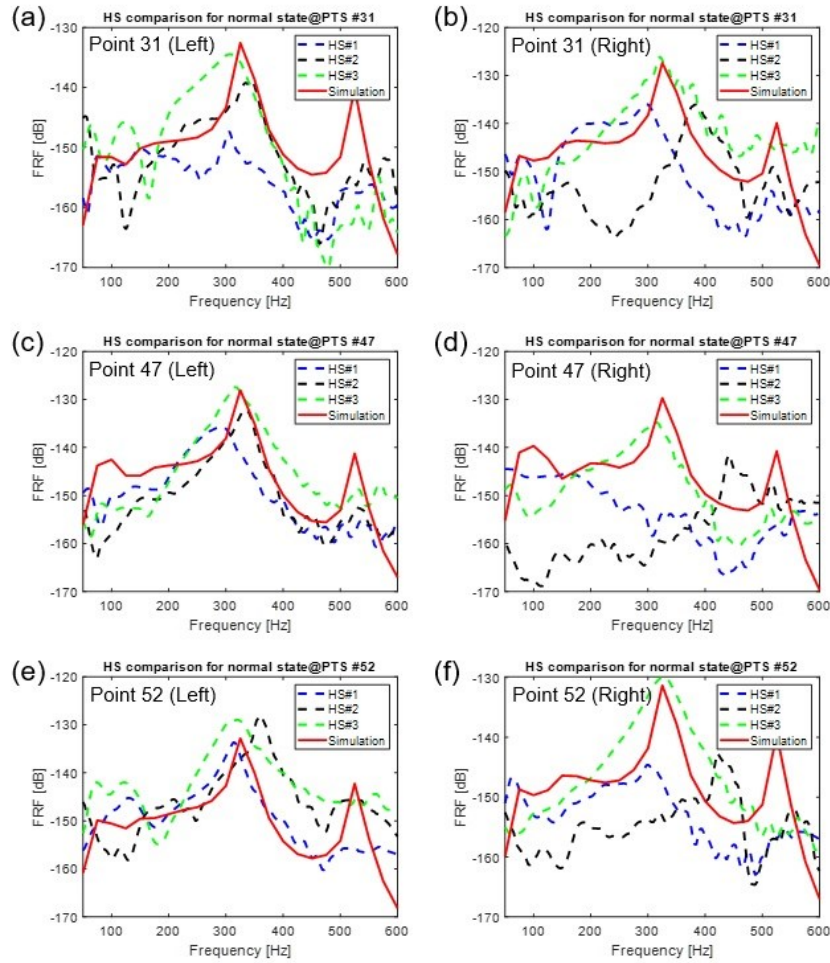 (a)
HS comparison for normal state@PTS #31
Point 31 (Left)
HS#1
HS#2
HS#3
Simulation
FRF [dB]
-130
-140
-150
-160
-170
100 200 300 400 500 600
Frequency [Hz]
(b)
HS comparison for normal state@PTS #31
Point 31 (Right)
HS#1
HS#2
HS#3
Simulation
FRF [dB]
-120
-130
-140
-150
-160
-170
100 200 300 400 500 600
Frequency [Hz]
(c)
HS comparison for normal state@PTS #47
Point 47 (Left)
HS#1
HS#2
HS#3
Simulation
FRF [dB]
-120
-130
-140
-150
-160
-170
100 200 300 400 500 600
Frequency [Hz]
(d)
HS comparison for normal state@PTS #47
Point 47 (Right)
HS#1
HS#2
HS#3
Simulation
FRF [dB]
-120
-130
-140
-150
-160
-170
100 200 300 400 500 600
Frequency [Hz]
(e)
HS comparison for normal state@PTS #52
Point 52 (Left)
HS#1
HS#2
HS#3
Simulation
FRF [dB]
-120
-130
-140
-150
-160
-170
100 200 300 400 500 600
Frequency [Hz]
(f)
HS comparison for normal state@PTS #52
Point 52 (Right)
HS#1
HS#2
HS#3
Simulation
FRF [dB]
-130
-140
-150
-160
-170
100 200 300 400 500 600
Frequency [Hz]